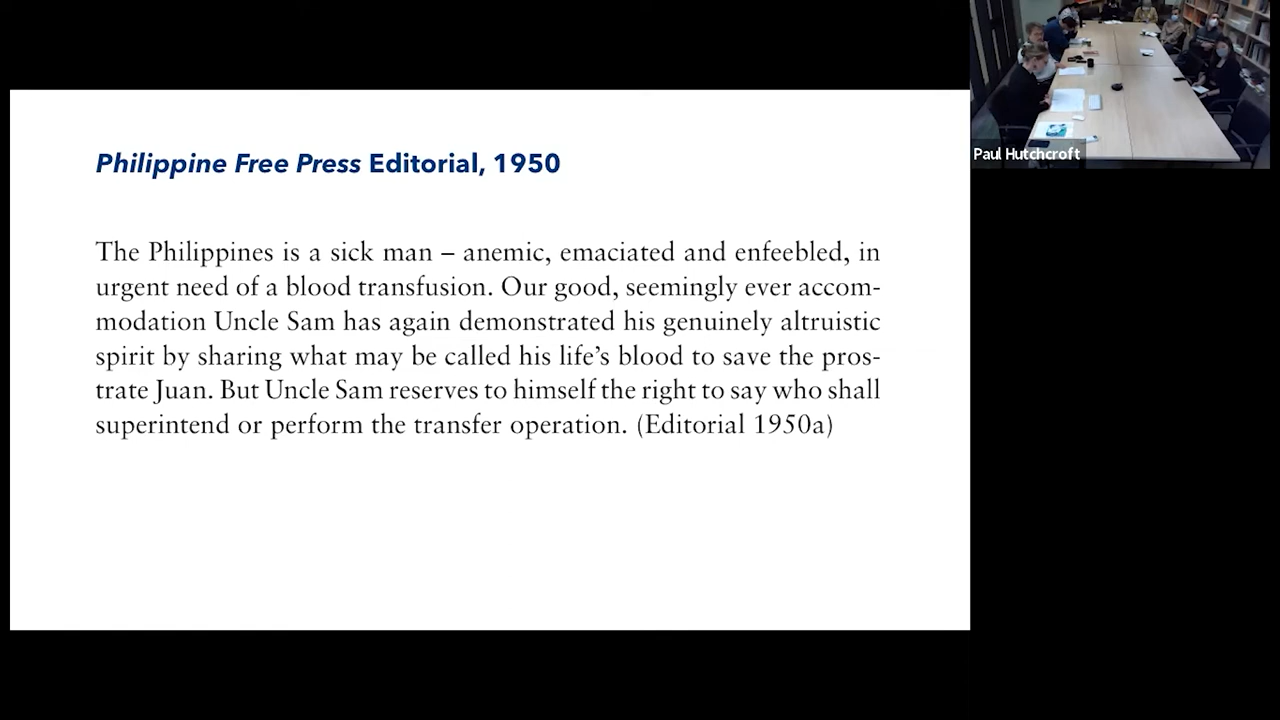 Philippine Free Press Editorial, 1950
The Philippines is a sick man – anemic, emaciated and enfeebled, in
urgent need of a blood transfusion. Our good, seemingly ever accom-
modation Uncle Sam has again demonstrated his genuinely altruistic
spirit by sharing what may be called his life’s blood to save the pros-
trate Juan. But Uncle Sam reserves to himself the right to say who shall
superintend or perform the transfer operation. (Editorial 1950a)
Paul Hutchcroft